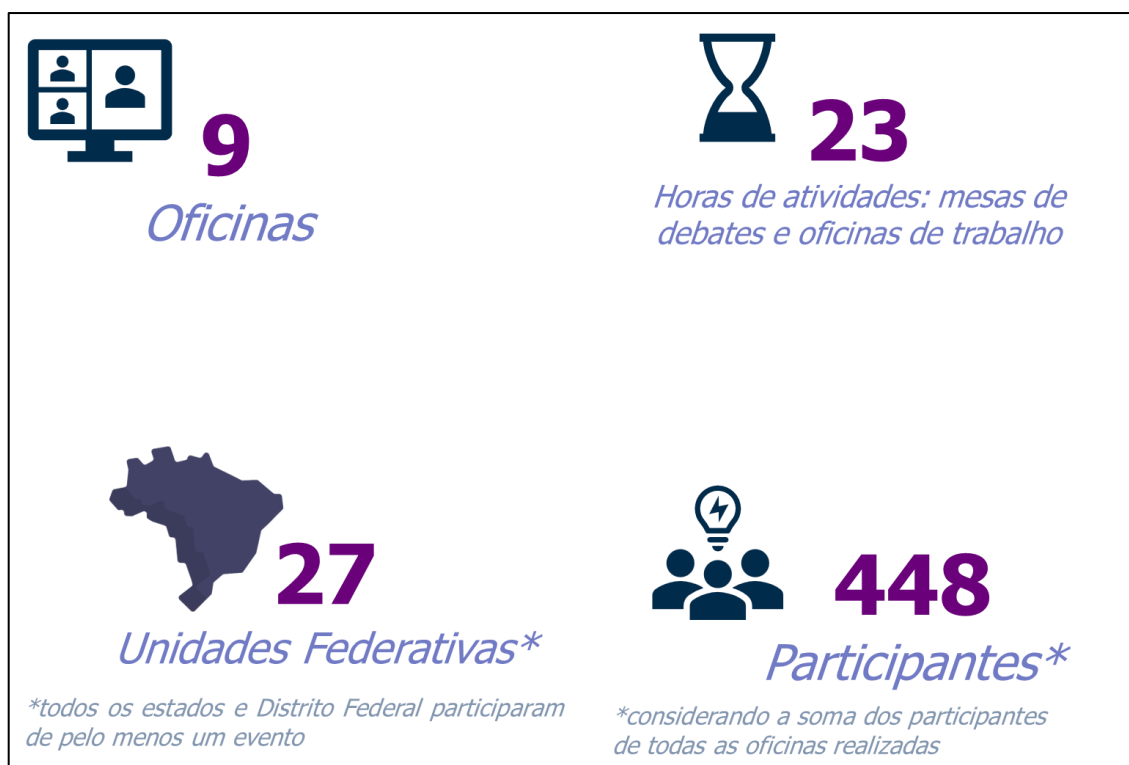 9
Oficinas
23
Horas de atividades: mesas de
debates e oficinas de trabalho
27
Unidades Federativas*
*todos os estados e Distrito Federal participaram
de pelo menos um evento
448
Participantes*
*considerando a soma dos participantes
de todas as oficinas realizadas